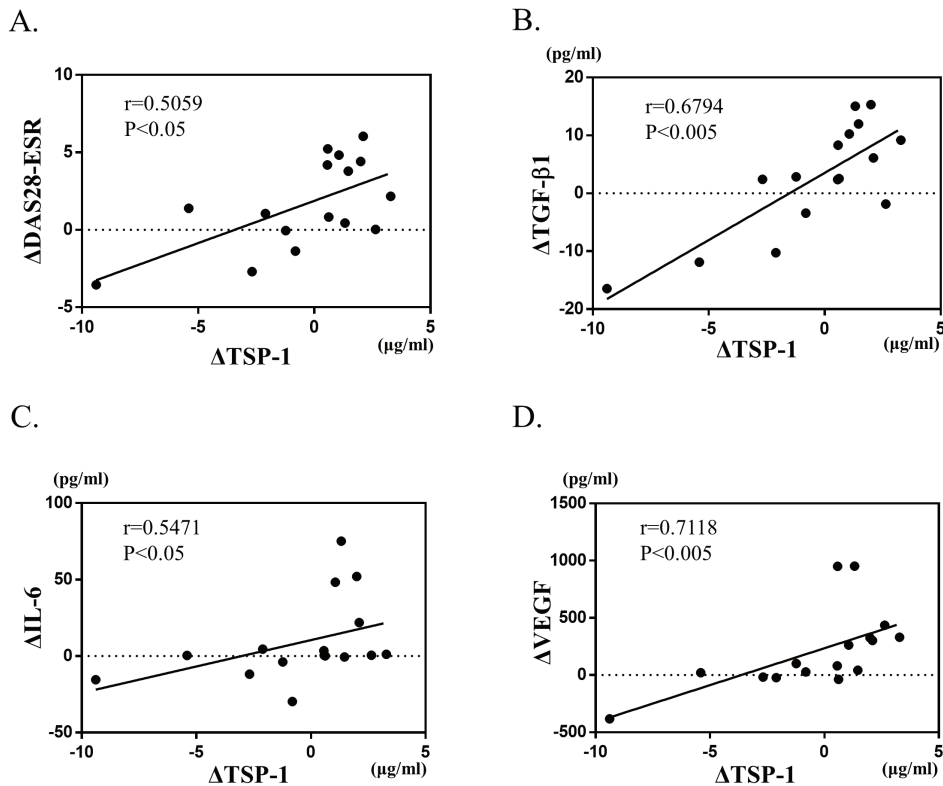 A.
ΔDAS28-ESR
10
5
0
-5
r=0.5059
P<0.05
-10
-5
0
5
ΔTSP-1
(μg/ml)
B.
(pg/ml)
ΔTGF-β1
20
10
0
-10
-20
r=0.6794
P<0.005
-10
-5
0
5
ΔTSP-1
(μg/ml)
C.
(pg/ml)
ΔIL-6
100
50
0
-50
r=0.5471
P<0.05
-10
-5
0
5
ΔTSP-1
(μg/ml)
D.
(pg/ml)
ΔVEGF
1500
1000
500
0
-500
r=0.7118
P<0.005
-10
-5
0
5
ΔTSP-1
(μg/ml)